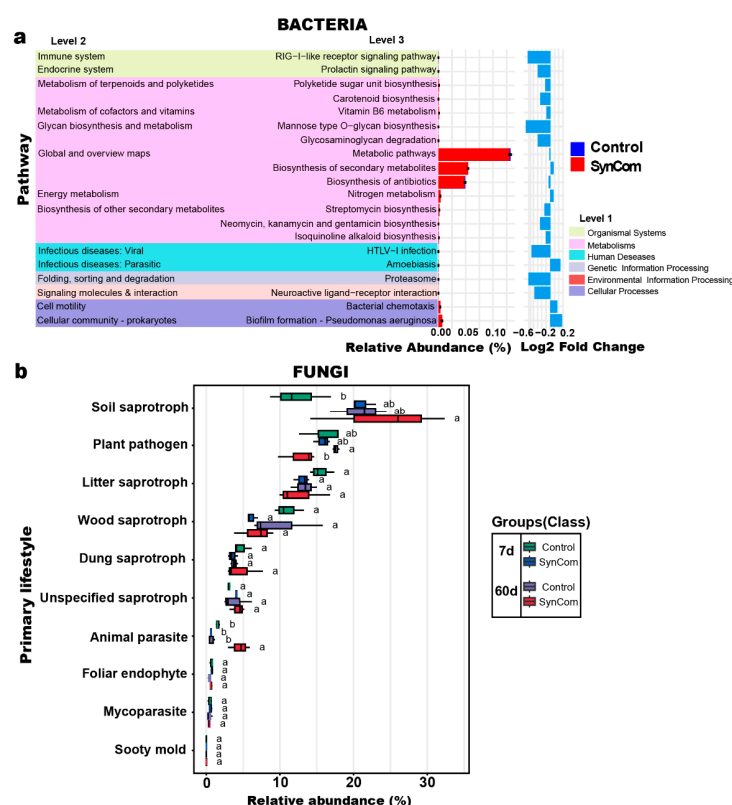 BACTERIA
a
Level 2 Level 3
Immune system RIG-I-like receptor signaling pathway
Endocrine system Prolactin signaling pathway
Metabolism of terpenoids and polyketides Polyketide sugar unit biosynthesis
Carotenoid biosynthesis
Metabolism of cofactors and vitamins Vitamin B6 metabolism
Glycan biosynthesis and metabolism Mannose type O-glycan biosynthesis
Glycosaminoglycan degradation
Global and overview maps Metabolic pathways
Biosynthesis of secondary metebolites
Biosynthesis of antibiotics
Energy metabolism Nitrogen metabolism
Biosynthesis of other secondary metabolites Streptomycin biosynthesis
Neomycin, kanamycin and gentamicin biosynthesis
Isoquinoline alkaloid biosynthesis
Infectious diseases: Viral HTLV-I infection
Infectious diseases: Parasitic Amoebiasis
Folding, sorting and degradation Proteasome
Signaling molecules & interaction Neuroactive ligand-receptor interaction
Cell motility Bacterial chemotaxis
Cellular community - prokaryotes Biofilm formation - Pseudomonas aeruginosa
Pathway
0.00 0.05 0.10 -0.6 -0.2 0.2
Relative Abundance (%) Log2 Fold Change
Control
SynCom
Level 1
Organismal Systems
Metabolisms
Human Deseases
Genetic Information Processing
Environmental Information Processing
Cellular Processes
b
FUNGI
Primary lifestyle
Soil saprotroph
b
ab
ab
a
Plant pathogen
ab
ab
a
b
Litter saprotroph
a
a
a
a
Wood saprotroph
a
a
a
a
Dung saprotroph
a
a
a
a
Unspecified saprotroph
a
a
a
a
Animal parasite
b
b
b
a
Foliar endophyte
a
a
a
a
Mycoparasite
a
a
a
a
Sooty mold
a
a
a
a
0 10 20 30
Relative abundance (%)
Groups(Class)
7d
Control
SynCom
60d
Control
SynCom